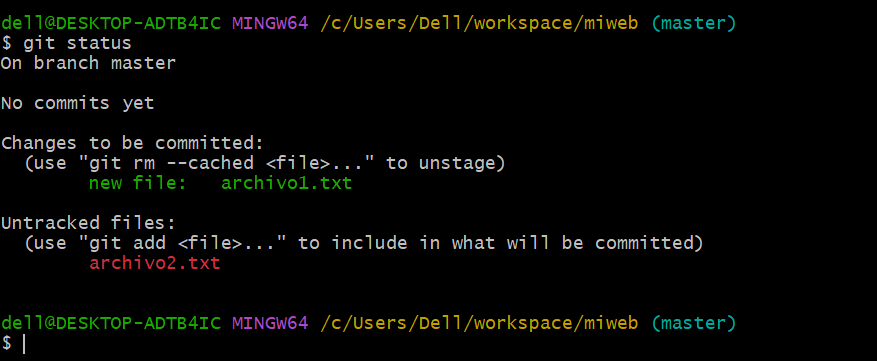 dell@DESKTOP-ADTB4IC MINGW64 /c/Users/Dell/workspace/miweb (master)
$ git status
On branch master
No commits yet
Changes to be committed:
  (use "git rm --cached <file>..." to unstage)
        new file:   archivo1.txt
Untracked files:
  (use "git add <file>..." to include in what will be committed)
        archivo2.txt
dell@DESKTOP-ADTB4IC MINGW64 /c/Users/Dell/workspace/miweb (master)
$